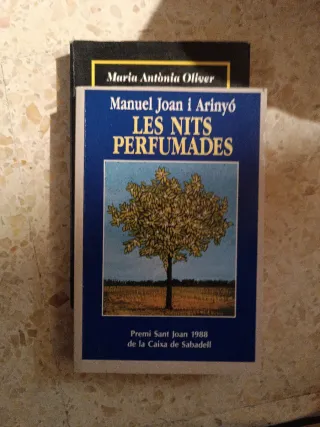 Maria Antònia Oliver
Manuel Joan i Arinyó
LES NITS
PERFUMADES
Premi Sant Joan 1988
de la Caixa de Sabadell